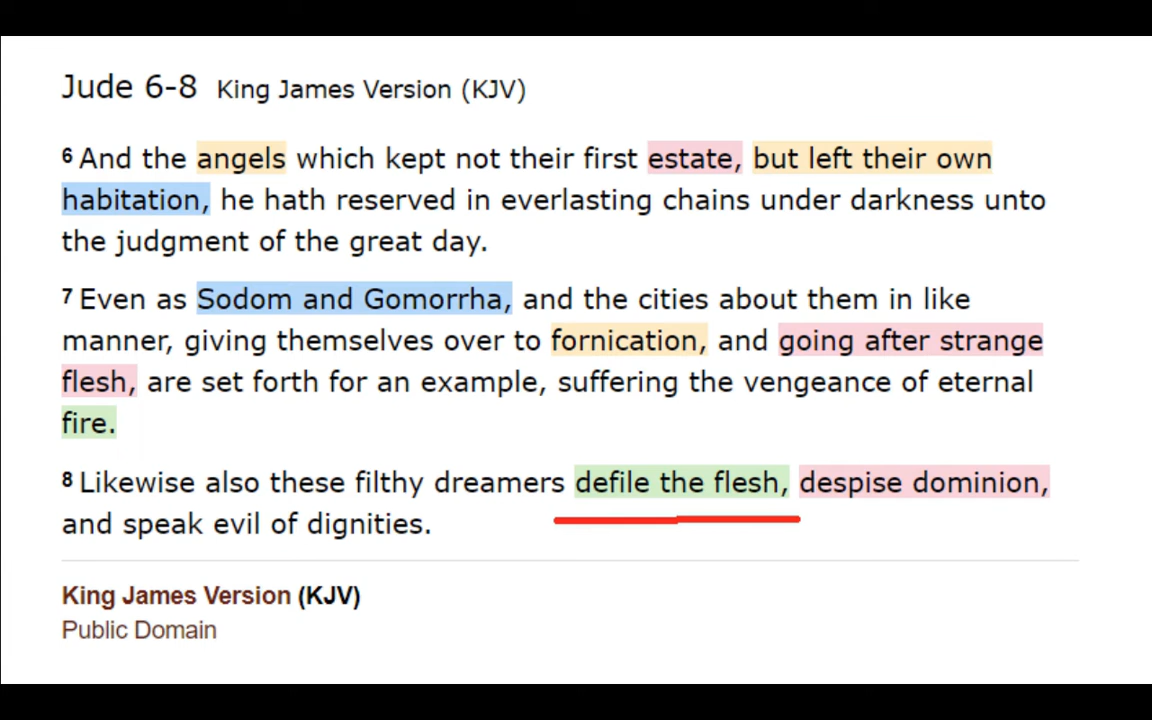 Jude 6-8 King James Version (KJV)
6 And the angels which kept not their first estate, but left their own
habitation, he hath reserved in everlasting chains under darkness unto
the judgment of the great day.
7 Even as Sodom and Gomorrha, and the cities about them in like
manner, giving themselves over to fornication, and going after strange
flesh, are set forth for an example, suffering the vengeance of eternal
fire.
8 Likewise also these filthy dreamers defile the flesh, despise dominion,
and speak evil of dignities.
King James Version (KJV)
Public Domain